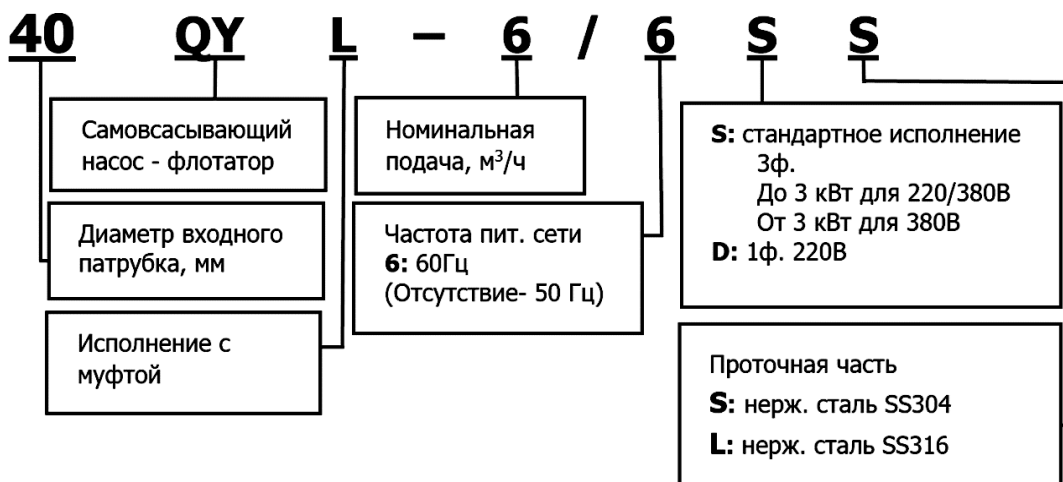 40 QY L – 6 / 6 S S
Самовсасывающий
насос - флотатор
Номинальная
подача, м³/ч
S: стандартное исполнение
3ф.
До 3 кВт для 220/380В
От 3 кВт для 380В
D: 1ф. 220В
Диаметр входного
патрубка, мм
Частота пит. сети
6: 60Гц
(Отсутствие- 50 Гц)
Исполнение с
муфтой
Проточная часть
S: нерж. сталь SS304
L: нерж. сталь SS316